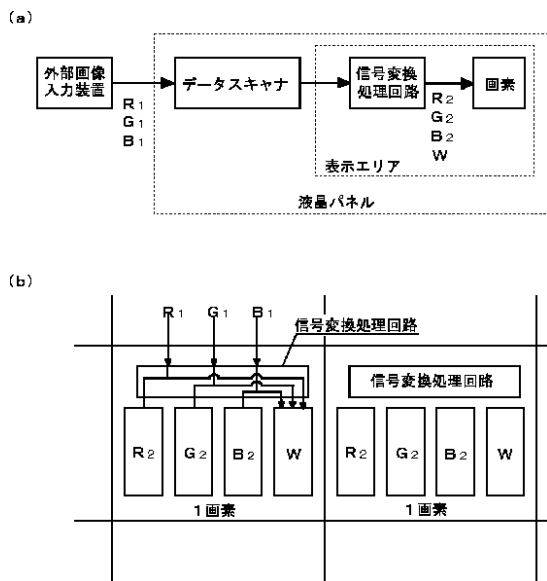 (a)
外部画像
入力装置
データスキャナ
信号変換
処理回路
画素
R1
G1
B1
R2
G2
B2
W
表示エリア
液晶パネル
(b)
R1 G1 B1
信号変換処理回路
信号変換処理回路
R2 G2 B2 W R2 G2 B2 W
1画素 1画素